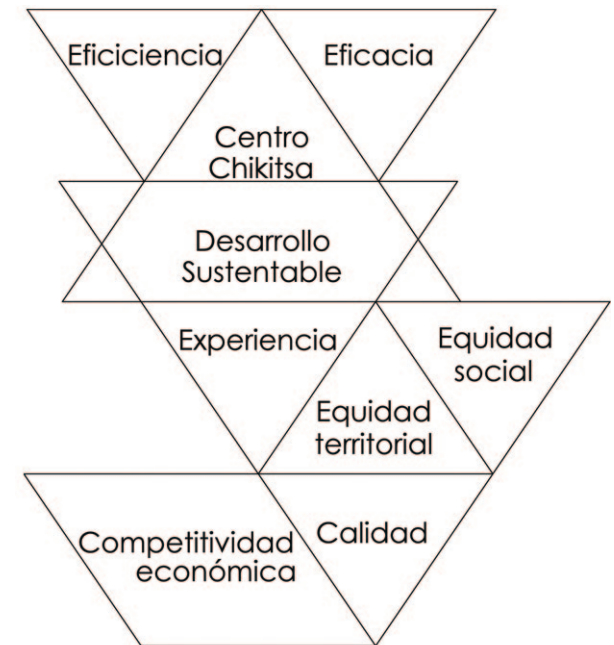 Eficiciencia
Eficacia
Centro
Chikitsa
Desarrollo
Sustentable
Experiencia
Equidad
social
Equidad
territorial
Competitividad
económica
Calidad